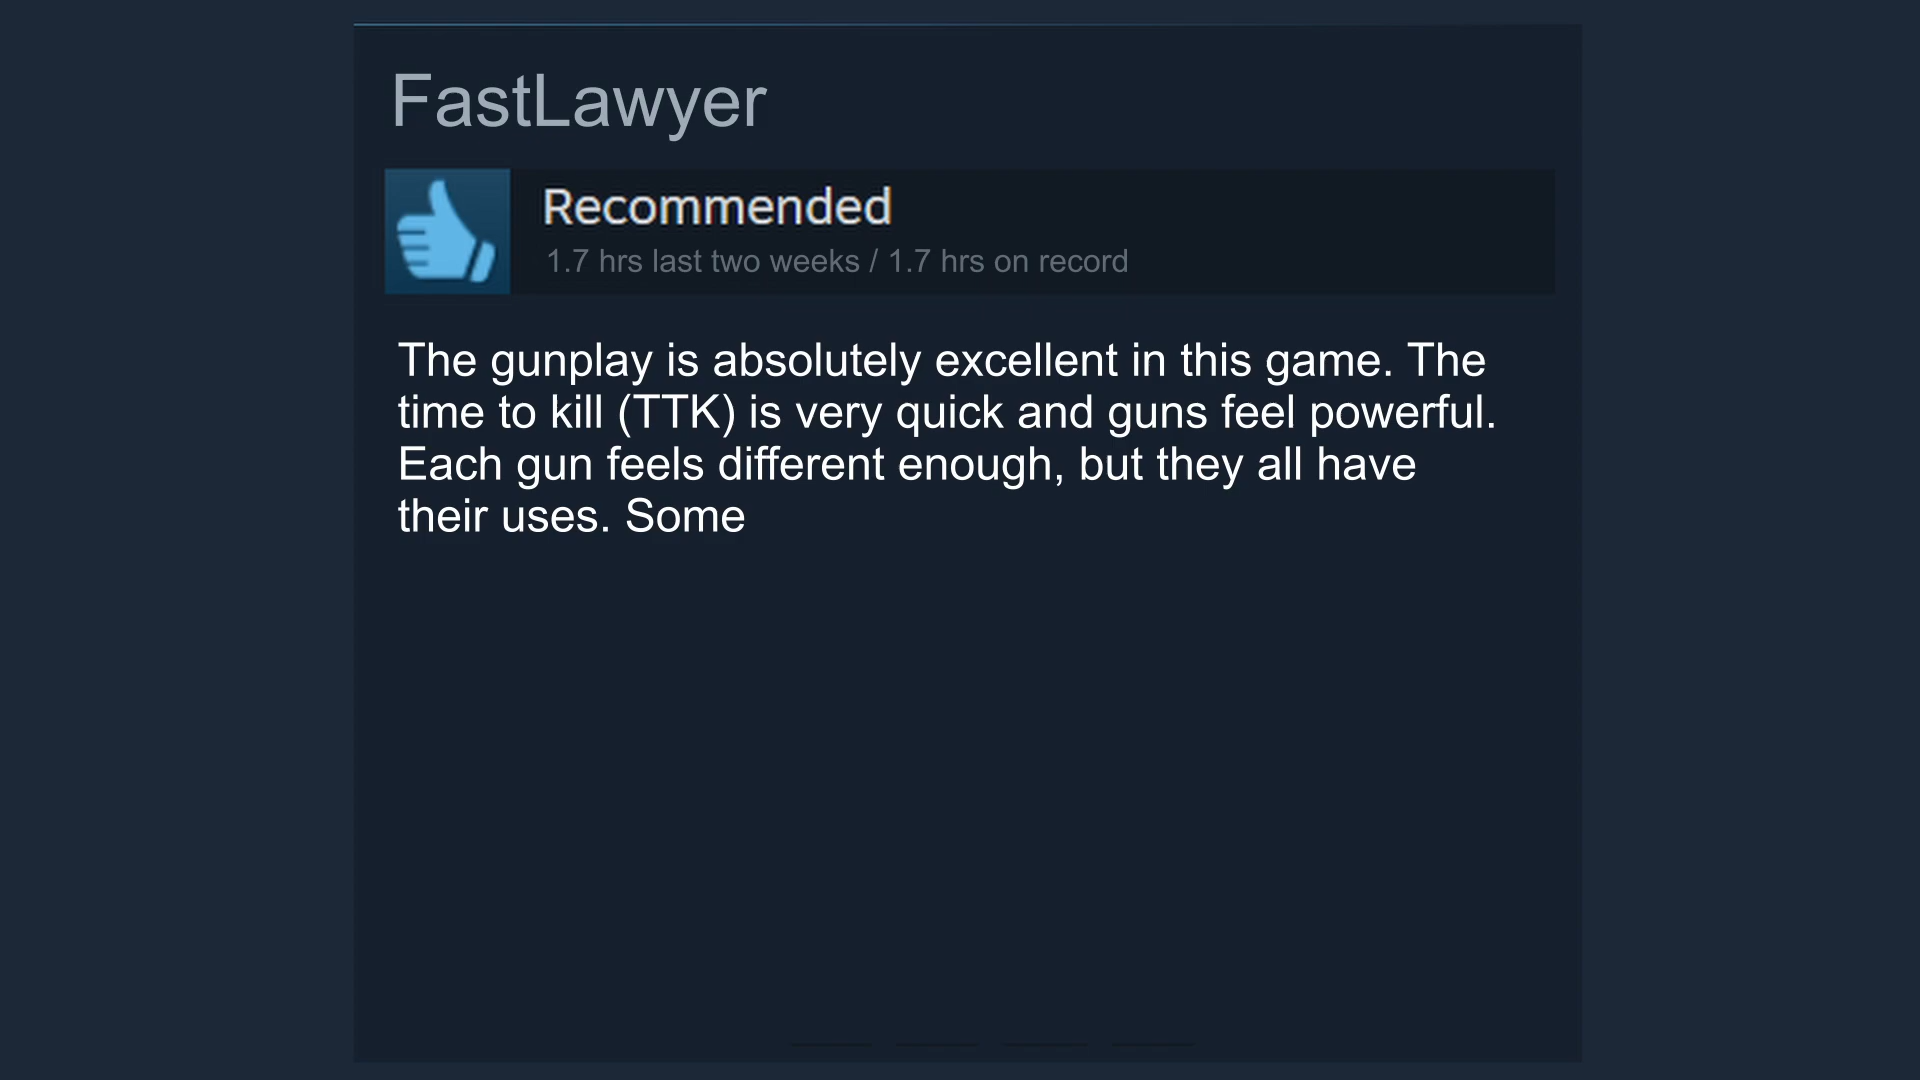 FastLawyer
Recommended
1.7 hrs last two weeks / 1.7 hrs on record
The gunplay is absolutely excellent in this game. The
time to kill (TTK) is very quick and guns feel powerful.
Each gun feels different enough, but they all have
their uses. Some